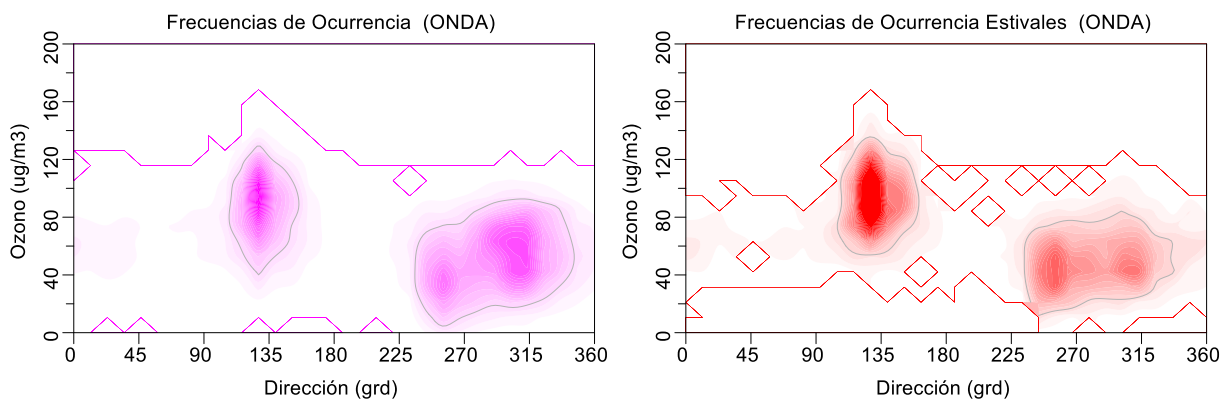 Frecuencias de Ocurrencia (ONDA)
200
160
120
80
40
0
Ozono (ug/m3)
0 45 90 135 180 225 270 315 360
Dirección (grd)
Frecuencias de Ocurrencia Estivales (ONDA)
200
160
120
80
40
0
Ozono (ug/m3)
0 45 90 135 180 225 270 315 360
Dirección (grd)